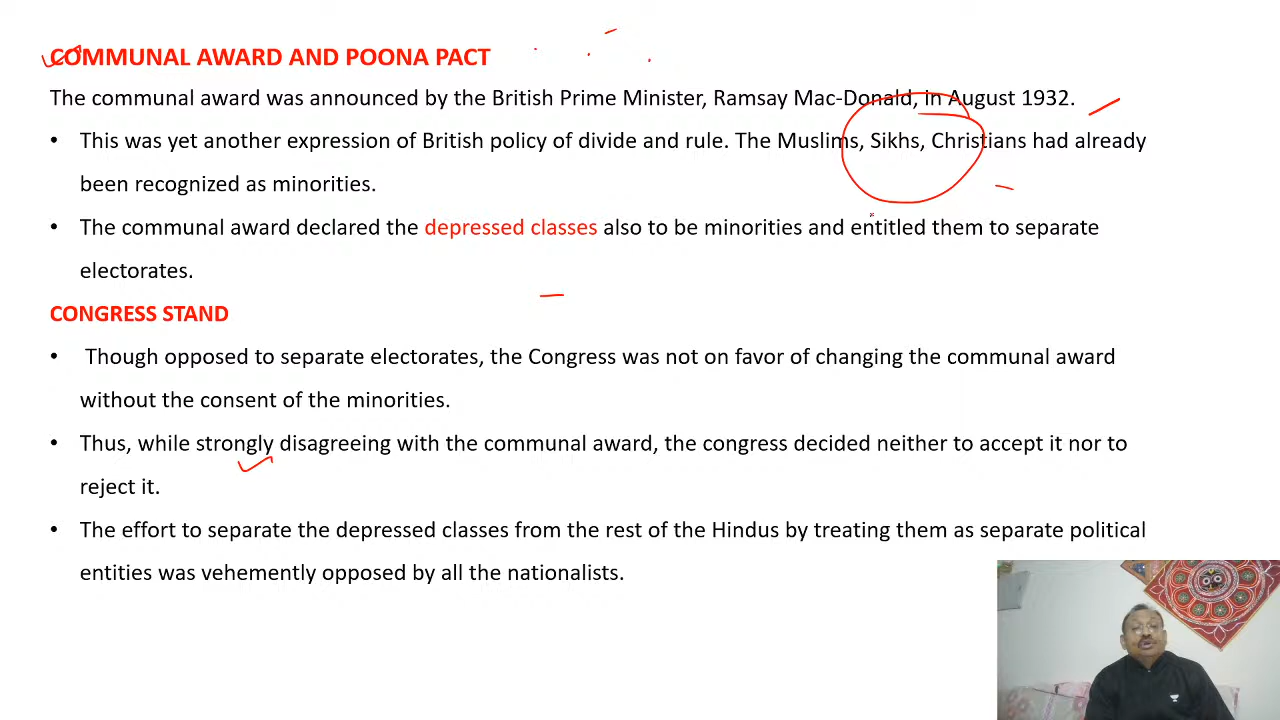 COMMUNAL AWARD AND POONA PACT
The communal award was announced by the British Prime Minister, Ramsay Mac-Donald, in August 1932.
• This was yet another expression of British policy of divide and rule. The Muslims, Sikhs, Christians had already
been recognized as minorities.
• The communal award declared the depressed classes also to be minorities and entitled them to separate
electorates.
CONGRESS STAND
• Though opposed to separate electorates, the Congress was not on favor of changing the communal award
without the consent of the minorities.
• Thus, while strongly disagreeing with the communal award, the congress decided neither to accept it nor to
reject it.
• The effort to separate the depressed classes from the rest of the Hindus by treating them as separate political
entities was vehemently opposed by all the nationalists.